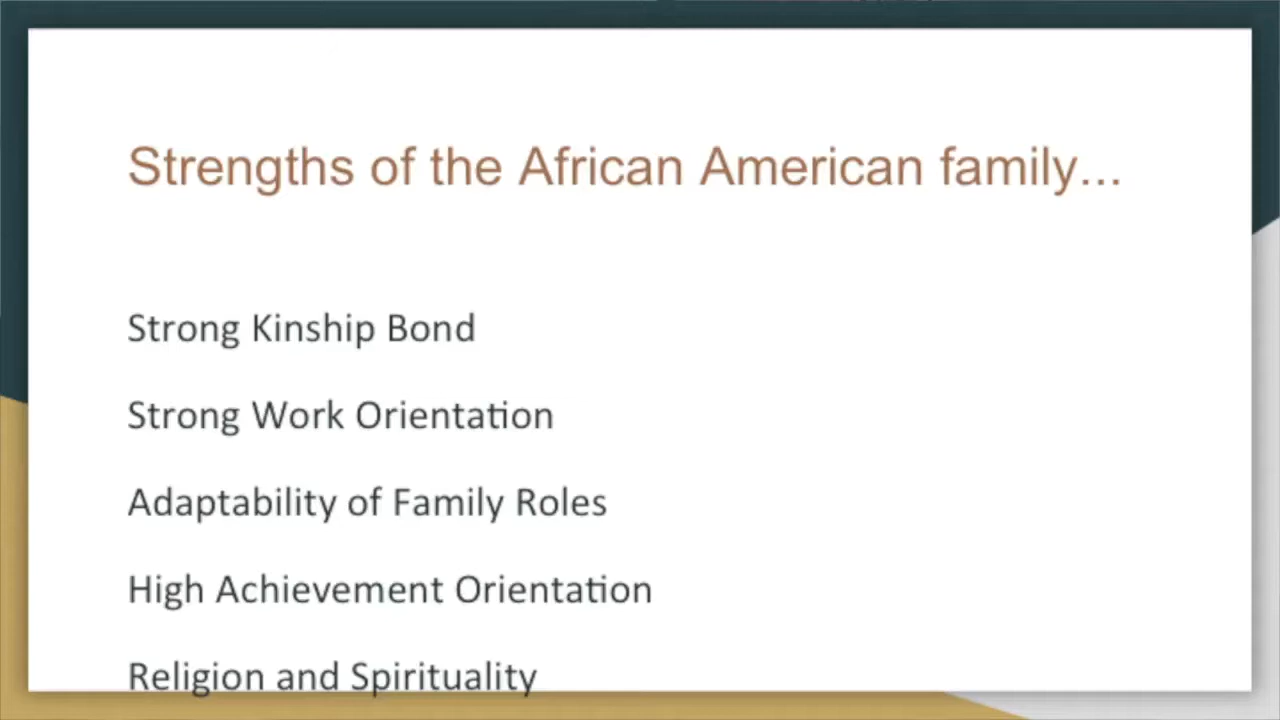 Strengths of the African American family...
Strong Kinship Bond
Strong Work Orientation
Adaptability of Family Roles
High Achievement Orientation
Religion and Spirituality